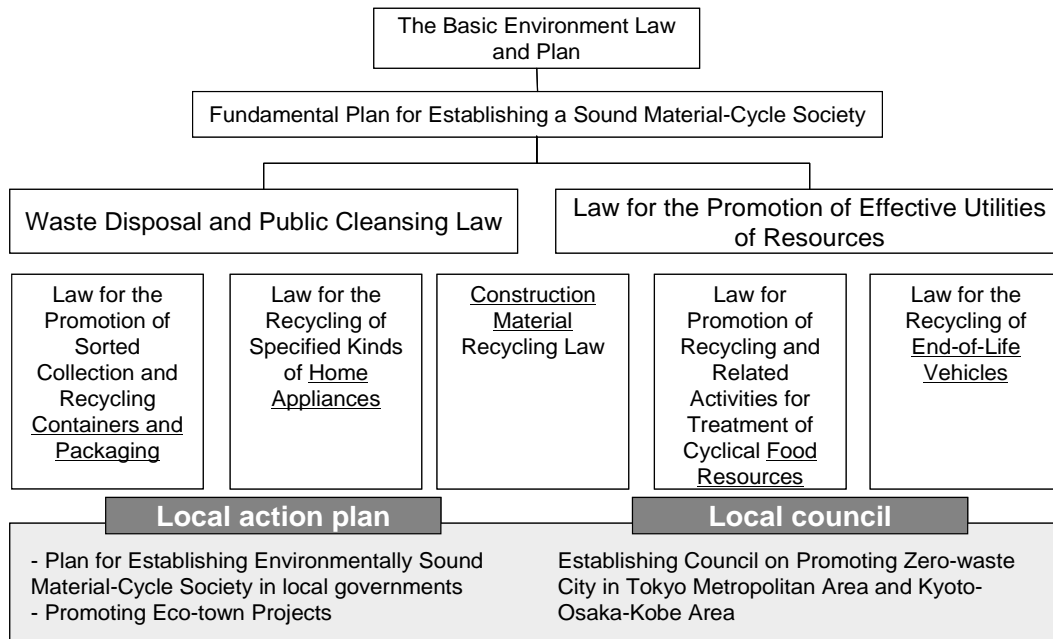 The Basic Environment Law
and Plan
Fundamental Plan for Establishing a Sound Material-Cycle Society
Waste Disposal and Public Cleansing Law
Law for the Promotion of Effective Utilities
of Resources
Law for the
Promotion of
Sorted
Collection and
Recycling
Containers and
Packaging
Law for the
Recycling of
Specified Kinds
of Home
Appliances
Construction
Material
Recycling Law
Law for
Promotion of
Recycling and
Related
Activities for
Treatment of
Cyclical Food
Resources
Law for the
Recycling of
End-of-Life
Vehicles
Local action plan
- Plan for Establishing Environmentally Sound
Material-Cycle Society in local governments
- Promoting Eco-town Projects
Local council
Establishing Council on Promoting Zero-waste
City in Tokyo Metropolitan Area and Kyoto-
Osaka-Kobe Area